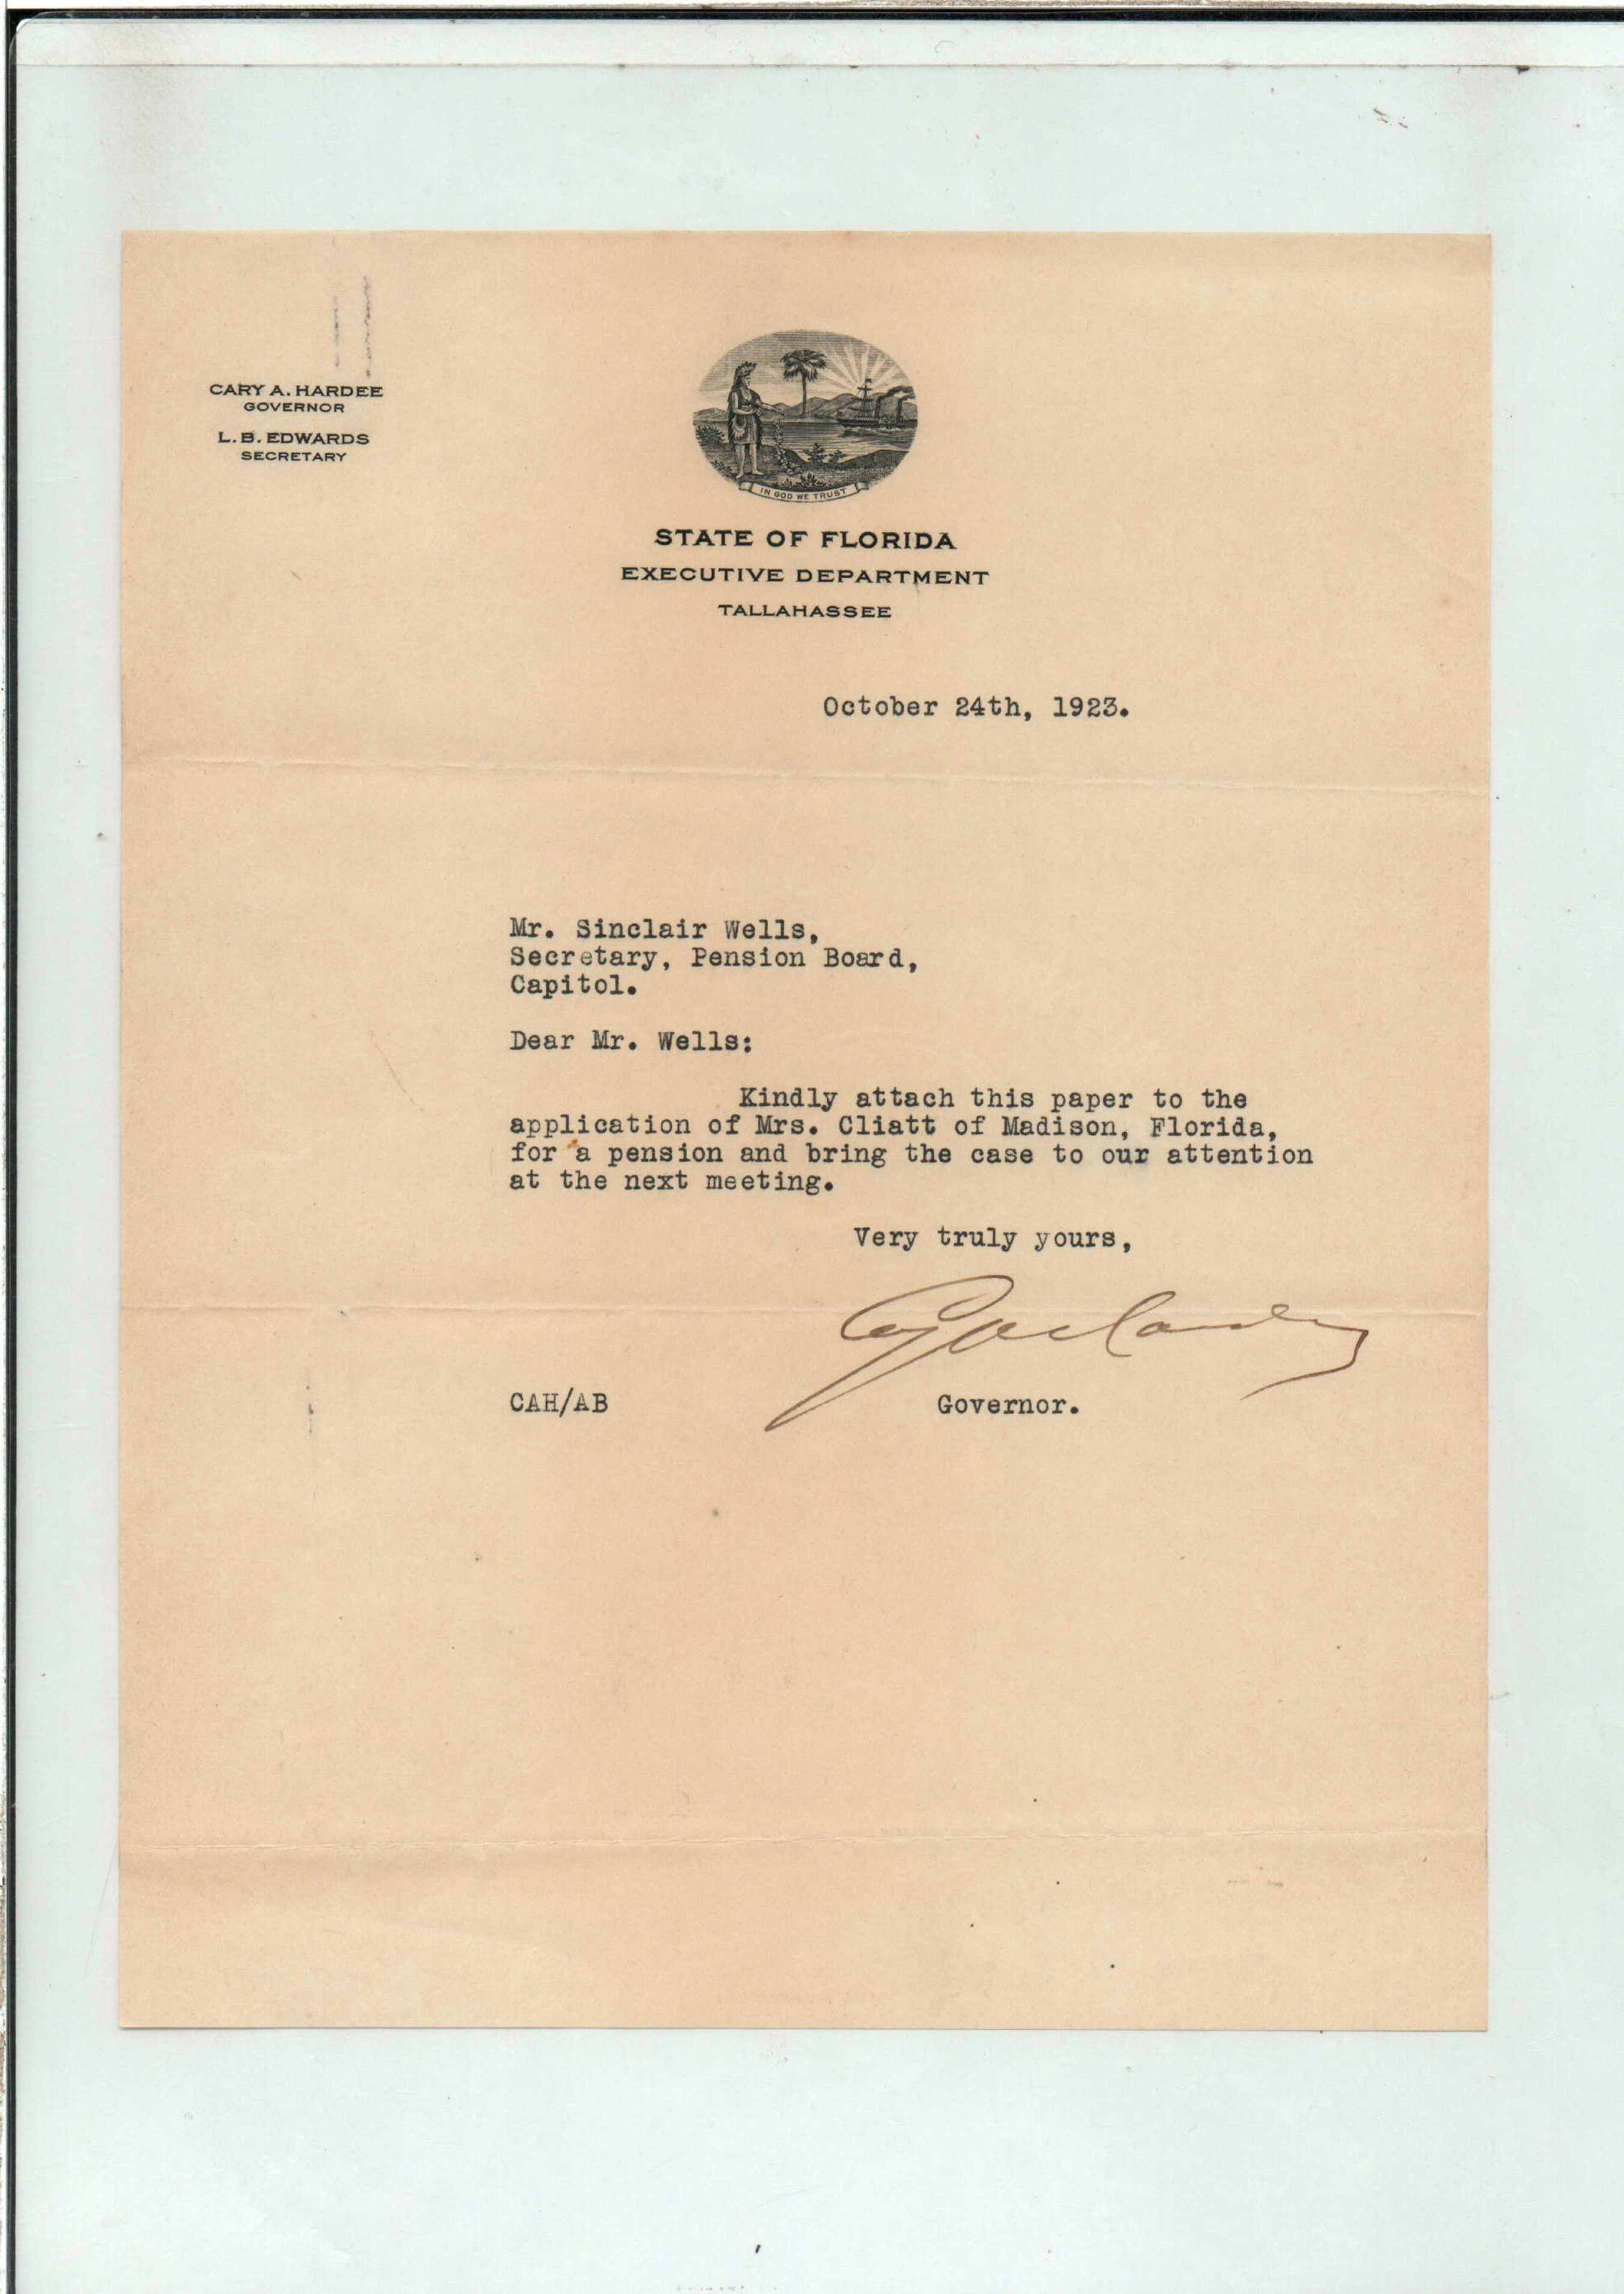 CARY A. HARDEE
GOVERNOR
L. B. EDWARDS
SECRETARY
IN GOD WE TRUST
STATE OF FLORIDA
EXECUTIVE DEPARTMENT
TALLAHASSEE
October 24th, 1923.
Mr. Sinclair Wells,
Secretary, Pension Board,
Capitol.
Dear Mr. Wells:
Kindly attach this paper to the
application of Mrs. Cliatt of Madison, Florida,
for a pension and bring the case to our attention
at the next meeting.
Very truly yours,
CAH/AB
Governor.